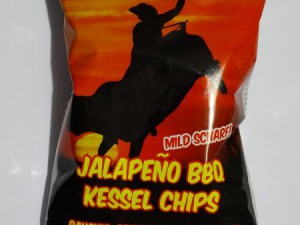 MILD SCHARF!
JALAPEÑO BBQ
KESSEL CHIPS